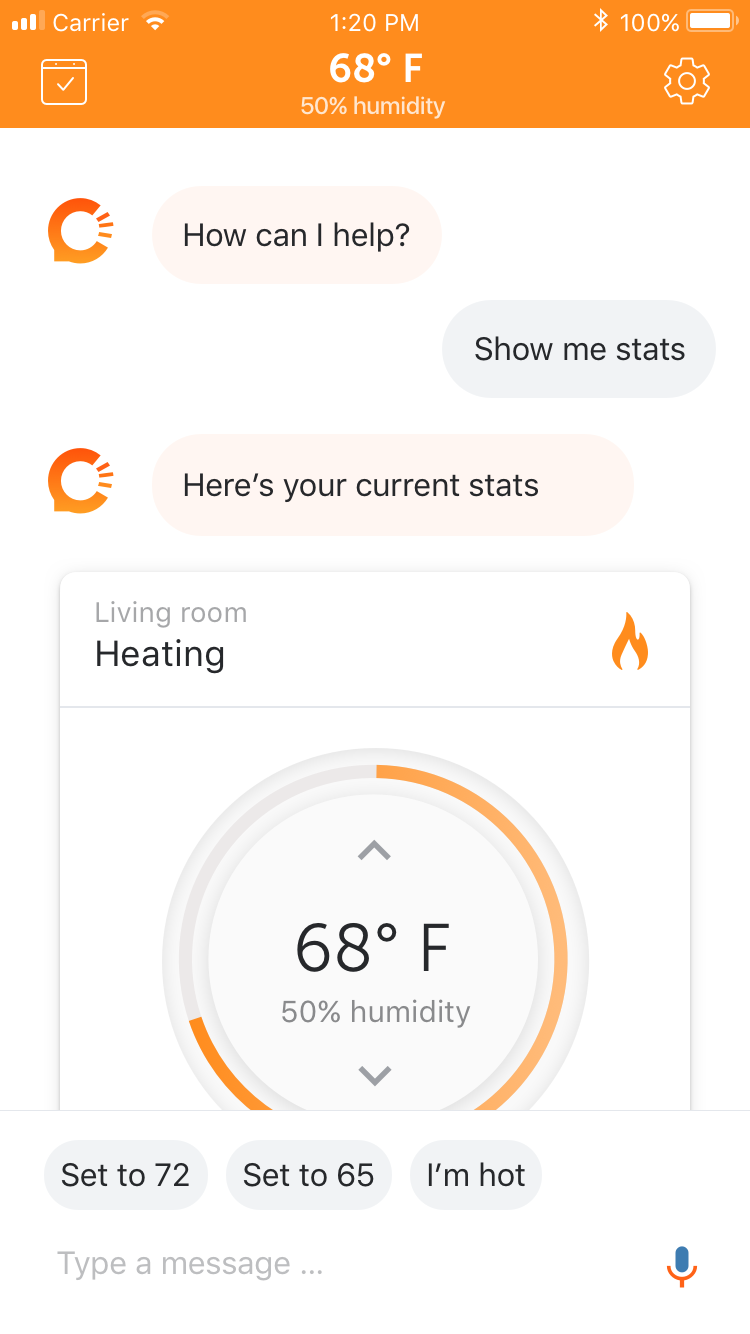 Carrier 1:20 PM 100%
68° F
50% humidity
How can I help?
Show me stats
Here’s your current stats
Living room
Heating
68° F
50% humidity
Set to 72 Set to 65 I’m hot
Type a message ...